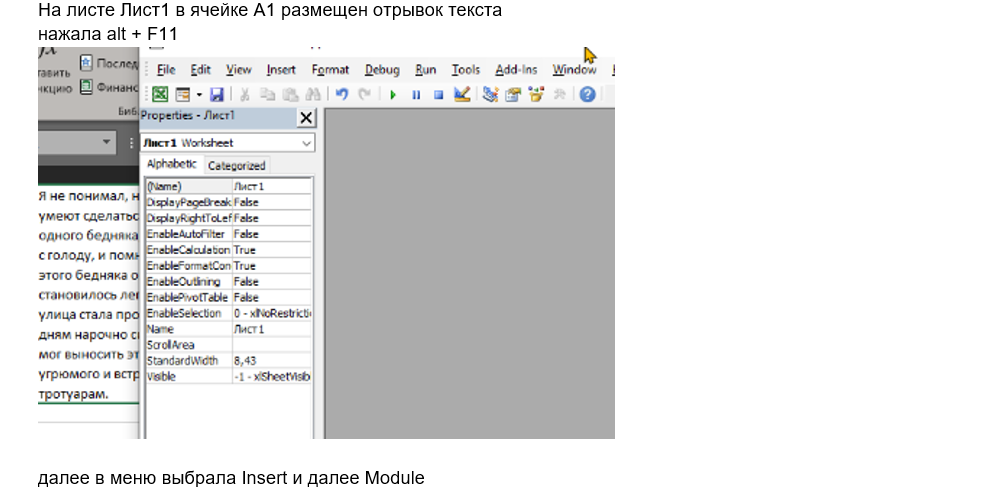 На листе Лист1 в ячейке А1 размещен отрывок текста
нажала alt + F11
Послед
тавить
нкцию
Финанс
Биб
File Edit View Insert Format Debug Run Tools Add-Ins Window
Properties - Лист1
Лист1 Worksheet
Alphabetic Categorized
(Name) Лист1
DisplayPageBreak False
DisplayRightToLef False
EnableAutoFilter False
EnableCalculation True
EnableFormatCon True
EnableOutlining False
EnablePivotTable False
EnableSelection 0 - xlNoRestricti
Name Лист1
ScrollArea
StandardWidth 8,43
Visible -1 - xlSheetVisib
Я не понимал, н
умеют сделатьс
одного бедняка
с голоду, и пом
этого бедняка о
становилось лег
улица стала про
дням нарочно с
мог выносить эт
угрюмого и встр
тротуарам.
далее в меню выбрала Insert и далее Module